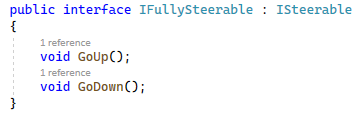 public interface IFullySteerable : ISteerable
{
1 reference
void GoUp();
1 reference
void GoDown();
}